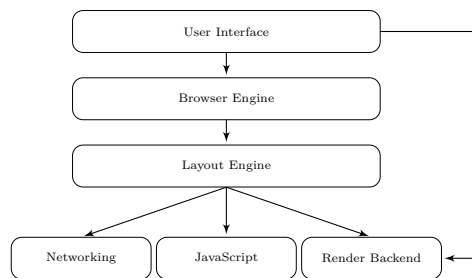 User Interface
Browser Engine
Layout Engine
Networking
JavaScript
Render Backend